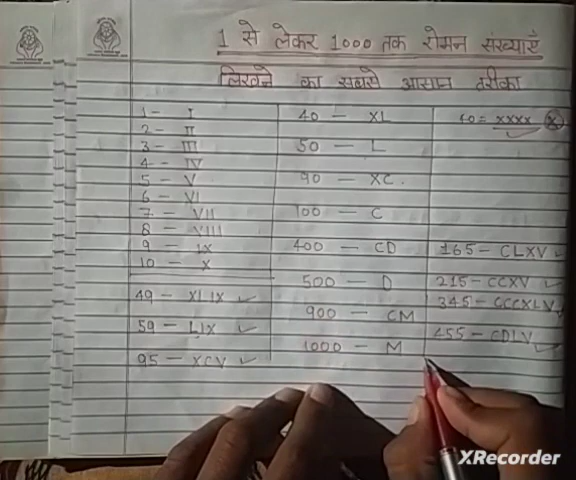 1 से लेकर 1000 तक रोमन संख्याएँ
लिखने का सबसे आसान तरीका
1- I
2- II
3- III
4- IV
5- V
6- VI
7- VII
8- VIII
9- IX
10- X
49- XLIX ✓
59- LIX ✓
95- XCV ✓
40 - XL
50 - L
90 - XC.
100 - C
400 - CD
500 - D
900 - CM
1000 - M
40= XXXX X
165- CLXV ✓
215- CCXV ✓
345- CCCXLV
455- CDLV ✓
XRecorder